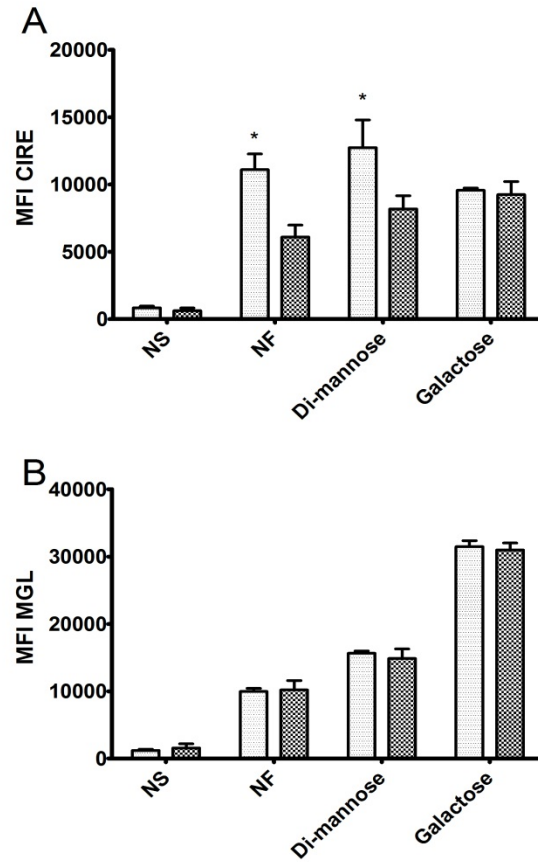 A
20000
15000
10000
5000
0
MFI CIRE
*
*
NS
NF
Di-mannose
Galactose
B
40000
30000
20000
10000
0
MFI MGL
NS
NF
Di-mannose
Galactose